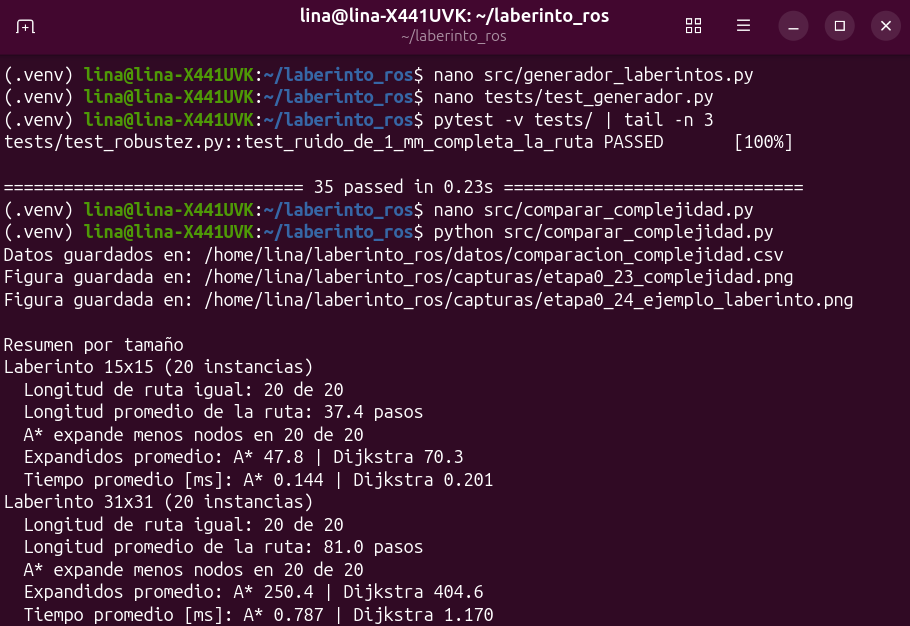 lina@lina-X441UVK: ~/laberinto_ros
~/laberinto_ros
(.venv) lina@lina-X441UVK:~/laberinto_ros$ nano src/generador_laberintos.py
(.venv) lina@lina-X441UVK:~/laberinto_ros$ nano tests/test_generador.py
(.venv) lina@lina-X441UVK:~/laberinto_ros$ pytest -v tests/ | tail -n 3
tests/test_robustez.py::test_ruido_de_1_mm_completa_la_ruta PASSED       [100%]
============================== 35 passed in 0.23s ==============================
(.venv) lina@lina-X441UVK:~/laberinto_ros$ nano src/comparar_complejidad.py
(.venv) lina@lina-X441UVK:~/laberinto_ros$ python src/comparar_complejidad.py
Datos guardados en: /home/lina/laberinto_ros/datos/comparacion_complejidad.csv
Figura guardada en: /home/lina/laberinto_ros/capturas/etapa0_23_complejidad.png
Figura guardada en: /home/lina/laberinto_ros/capturas/etapa0_24_ejemplo_laberinto.png
Resumen por tamaño
Laberinto 15x15 (20 instancias)
  Longitud de ruta igual: 20 de 20
  Longitud promedio de la ruta: 37.4 pasos
  A* expande menos nodos en 20 de 20
  Expandidos promedio: A* 47.8 | Dijkstra 70.3
  Tiempo promedio [ms]: A* 0.144 | Dijkstra 0.201
Laberinto 31x31 (20 instancias)
  Longitud de ruta igual: 20 de 20
  Longitud promedio de la ruta: 81.0 pasos
  A* expande menos nodos en 20 de 20
  Expandidos promedio: A* 250.4 | Dijkstra 404.6
  Tiempo promedio [ms]: A* 0.787 | Dijkstra 1.170